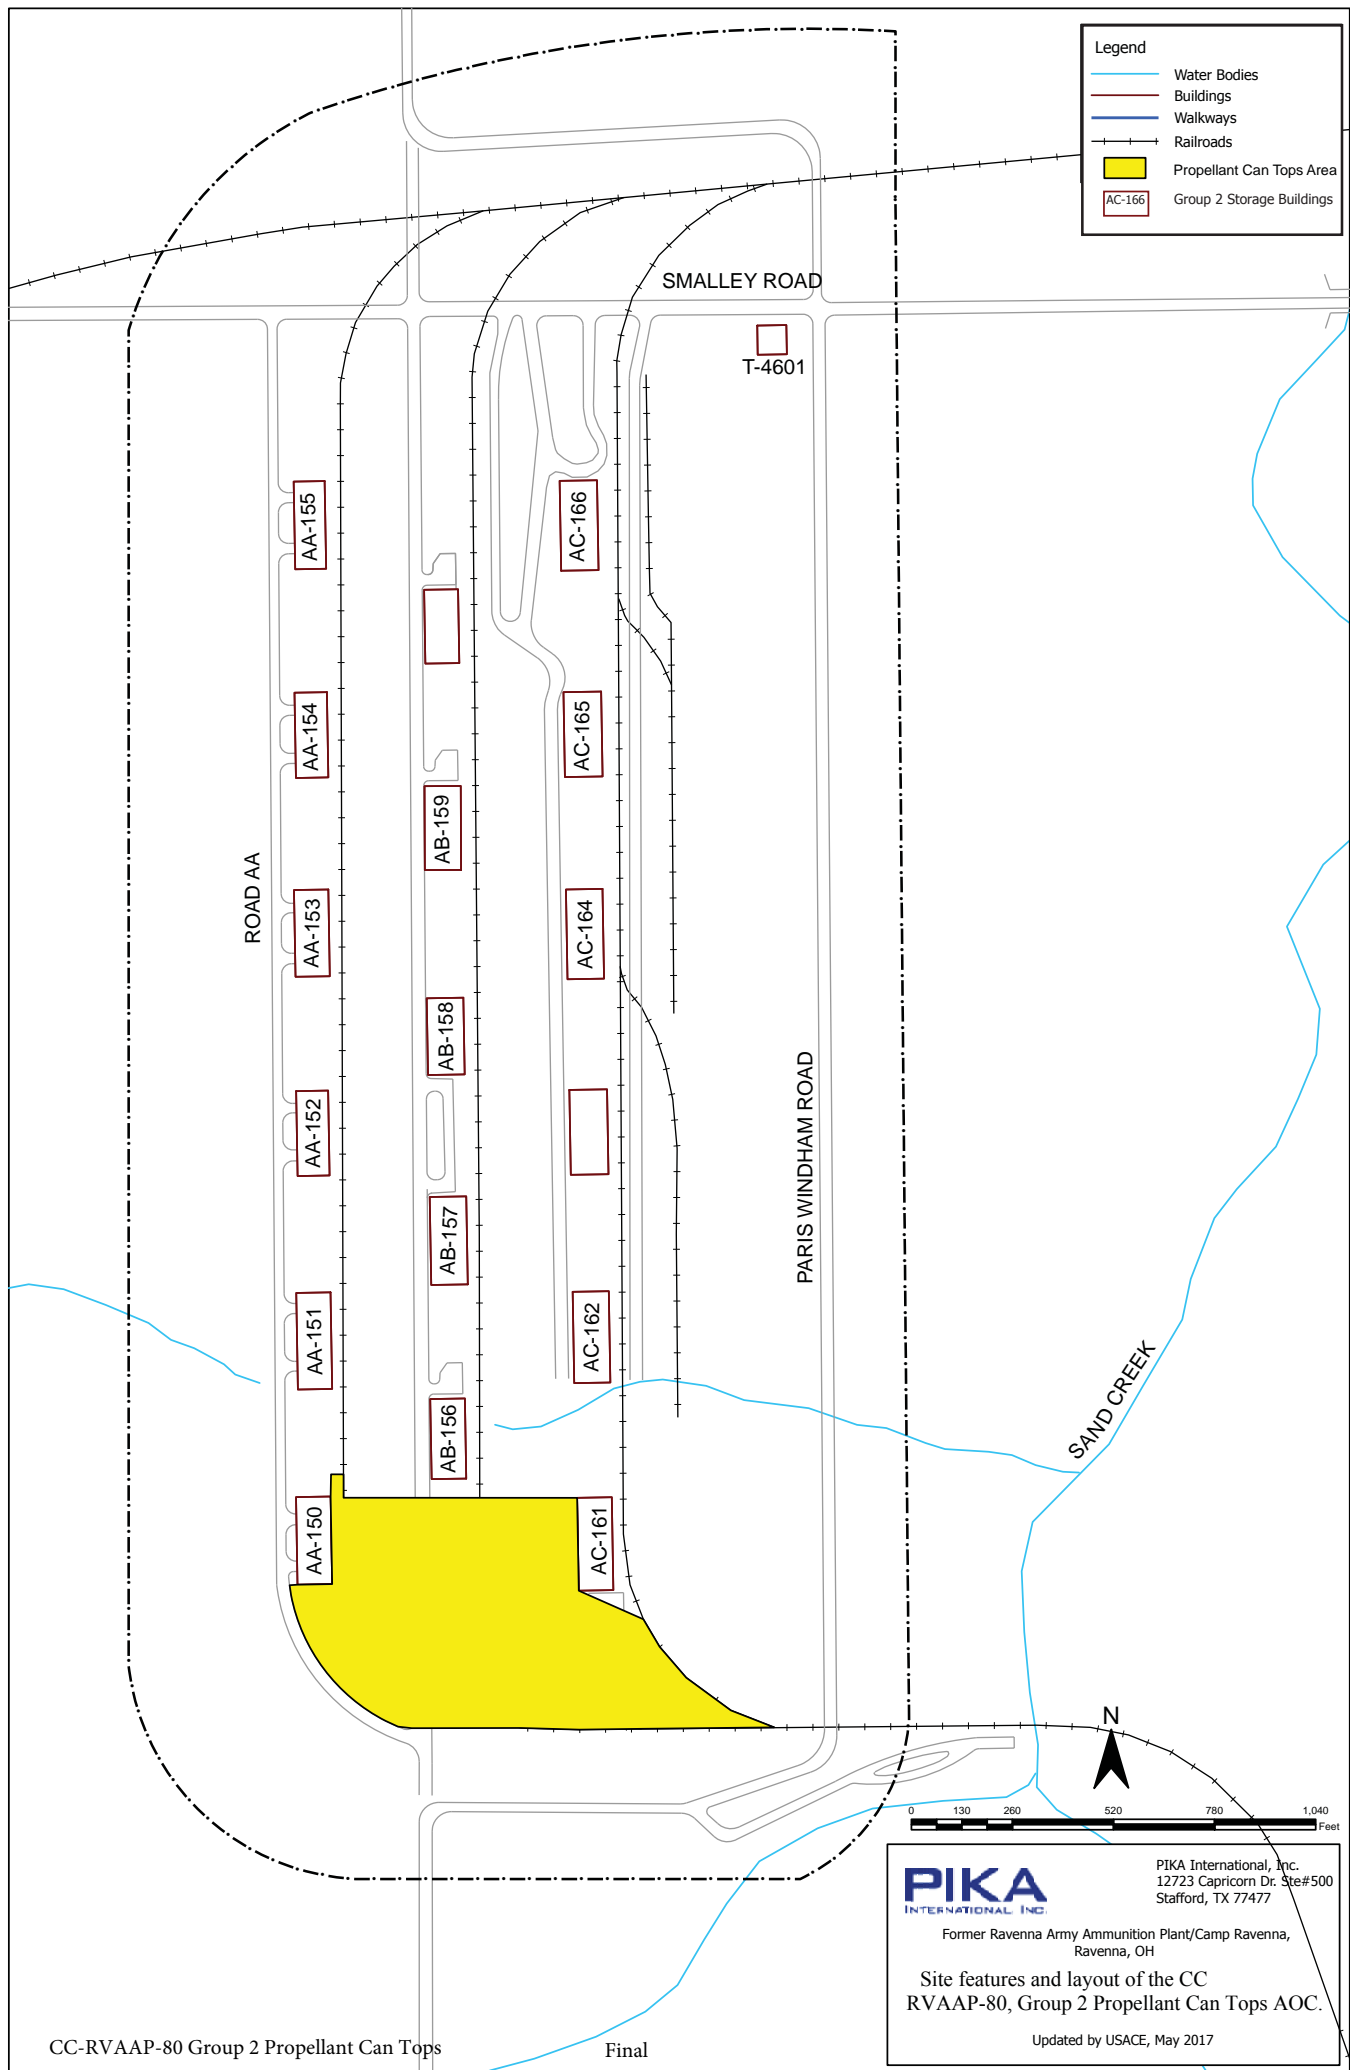 Legend
Water Bodies
Buildings
Walkways
Railroads
Propellant Can Tops Area
AC-166
Group 2 Storage Buildings
SMALLEY ROAD
T-4601
AA-155
AC-166
AA-154
AC-165
AB-159
ROAD AA
AA-153
AC-164
AB-158
AA-152
PARIS WINDHAM ROAD
AB-157
AA-151
AC-162
SAND CREEK
AB-156
AA-150
AC-161
N
0 130 260 520 780 1,040
Feet
PIKA
INTERNATIONAL, INC.
PIKA International, Inc.
12723 Capricorn Dr. Ste#500
Stafford, TX 77477
Former Ravenna Army Ammunition Plant/Camp Ravenna,
Ravenna, OH
Site features and layout of the CC
RVAAP-80, Group 2 Propellant Can Tops AOC.
Updated by USACE, May 2017
CC-RVAAP-80 Group 2 Propellant Can Tops
Final